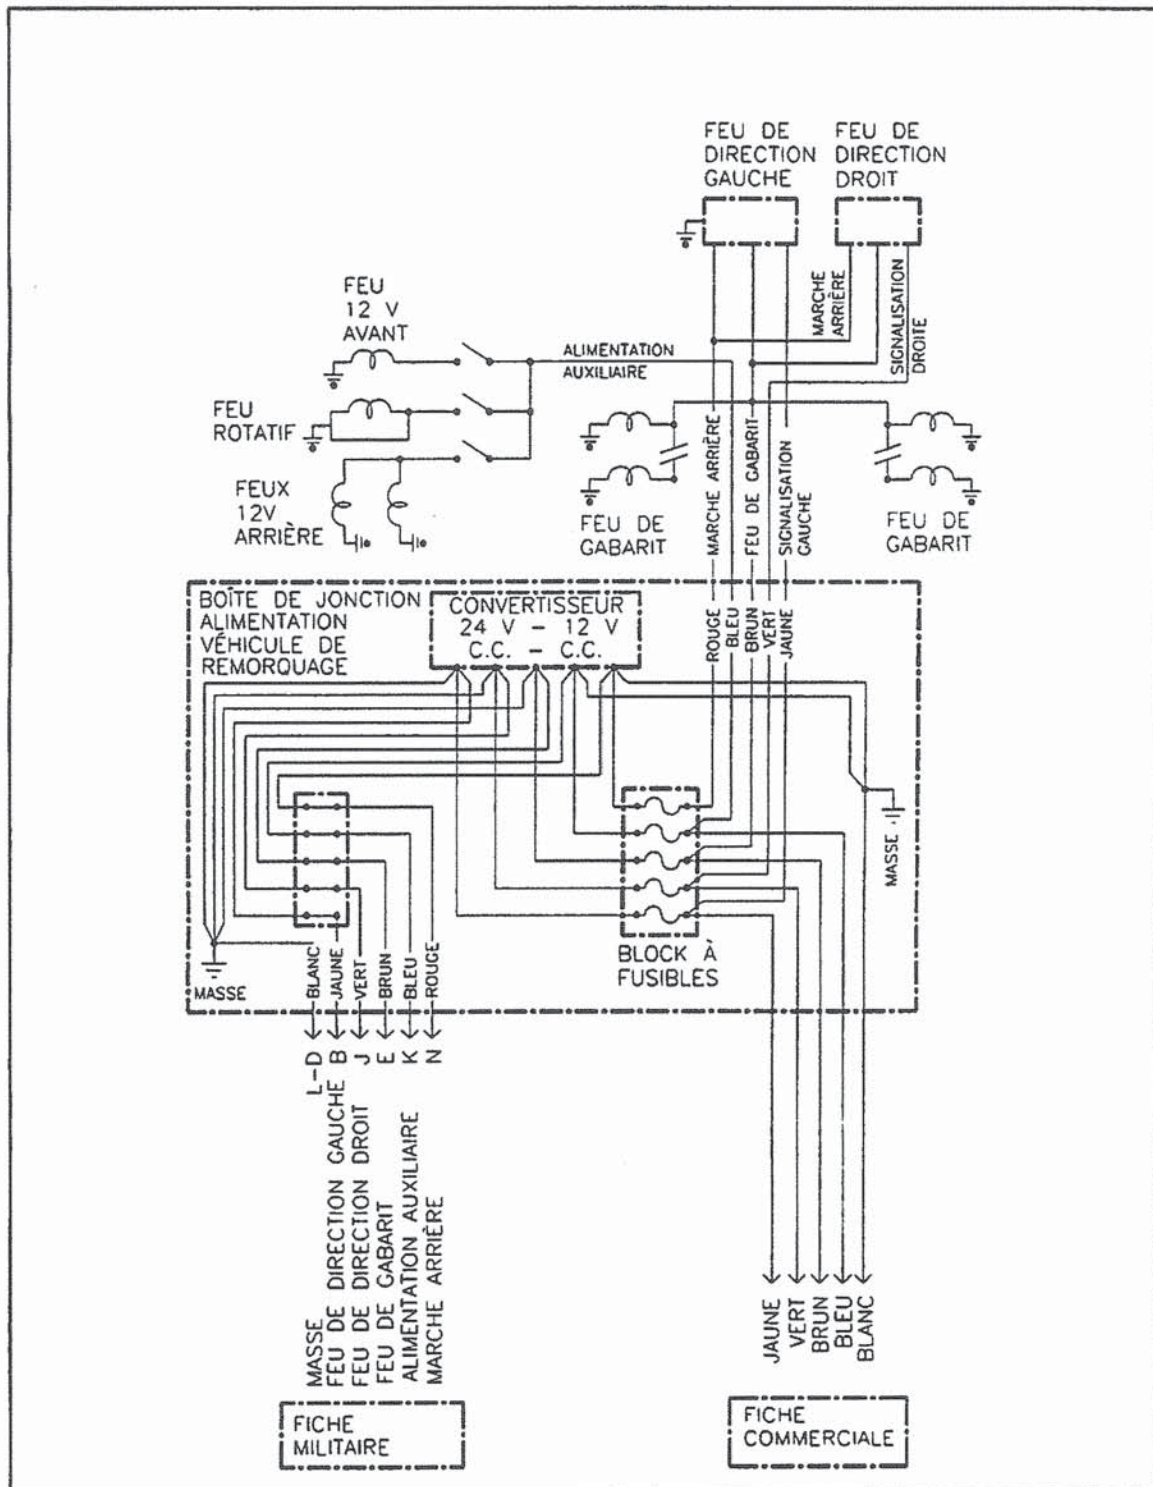 FEU DE
DIRECTION
GAUCHE
FEU DE
DIRECTION
DROIT
MARCHE
ARRIÈRE
SIGNALISATION
DROITE
FEU
12 V
AVANT
ALIMENTATION
AUXILIAIRE
FEU
ROTATIF
FEUX
12V
ARRIÈRE
FEU DE
GABARIT
MARCHE ARRIÈRE
FEU DE GABARIT
SIGNALISATION
GAUCHE
FEU DE
GABARIT
BOÎTE DE JONCTION
ALIMENTATION
VÉHICULE DE
REMORQUAGE
CONVERTISSEUR
24 V – 12 V
C.C. – C.C.
ROUGE
BLEU
BRUN
VERT
JAUNE
MASSE
BLOCK À
FUSIBLES
MASSE
BLANC
JAUNE
VERT
BRUN
BLEU
ROUGE
L–D
B
J
E
K
N
MASSE
FEU DE DIRECTION GAUCHE
FEU DE DIRECTION DROIT
FEU DE GABARIT
ALIMENTATION AUXILIAIRE
MARCHE ARRIÈRE
JAUNE
VERT
BRUN
BLEU
BLANC
FICHE
MILITAIRE
FICHE
COMMERCIALE